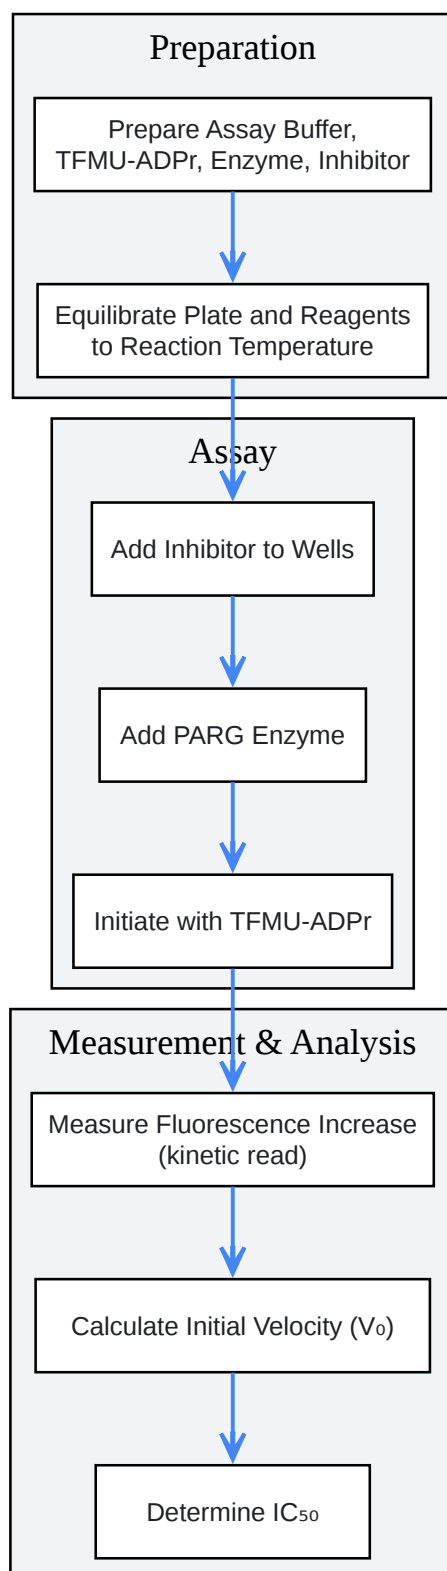 Preparation
Prepare Assay Buffer,
TFMU-ADPr, Enzyme, Inhibitor
Equilibrate Plate and Reagents
to Reaction Temperature
Assay
Add Inhibitor to Wells
Add PARG Enzyme
Initiate with TFMU-ADPr
Measurement & Analysis
Measure Fluorescence Increase
(kinetic read)
Calculate Initial Velocity (V₀)
Determine IC₅₀